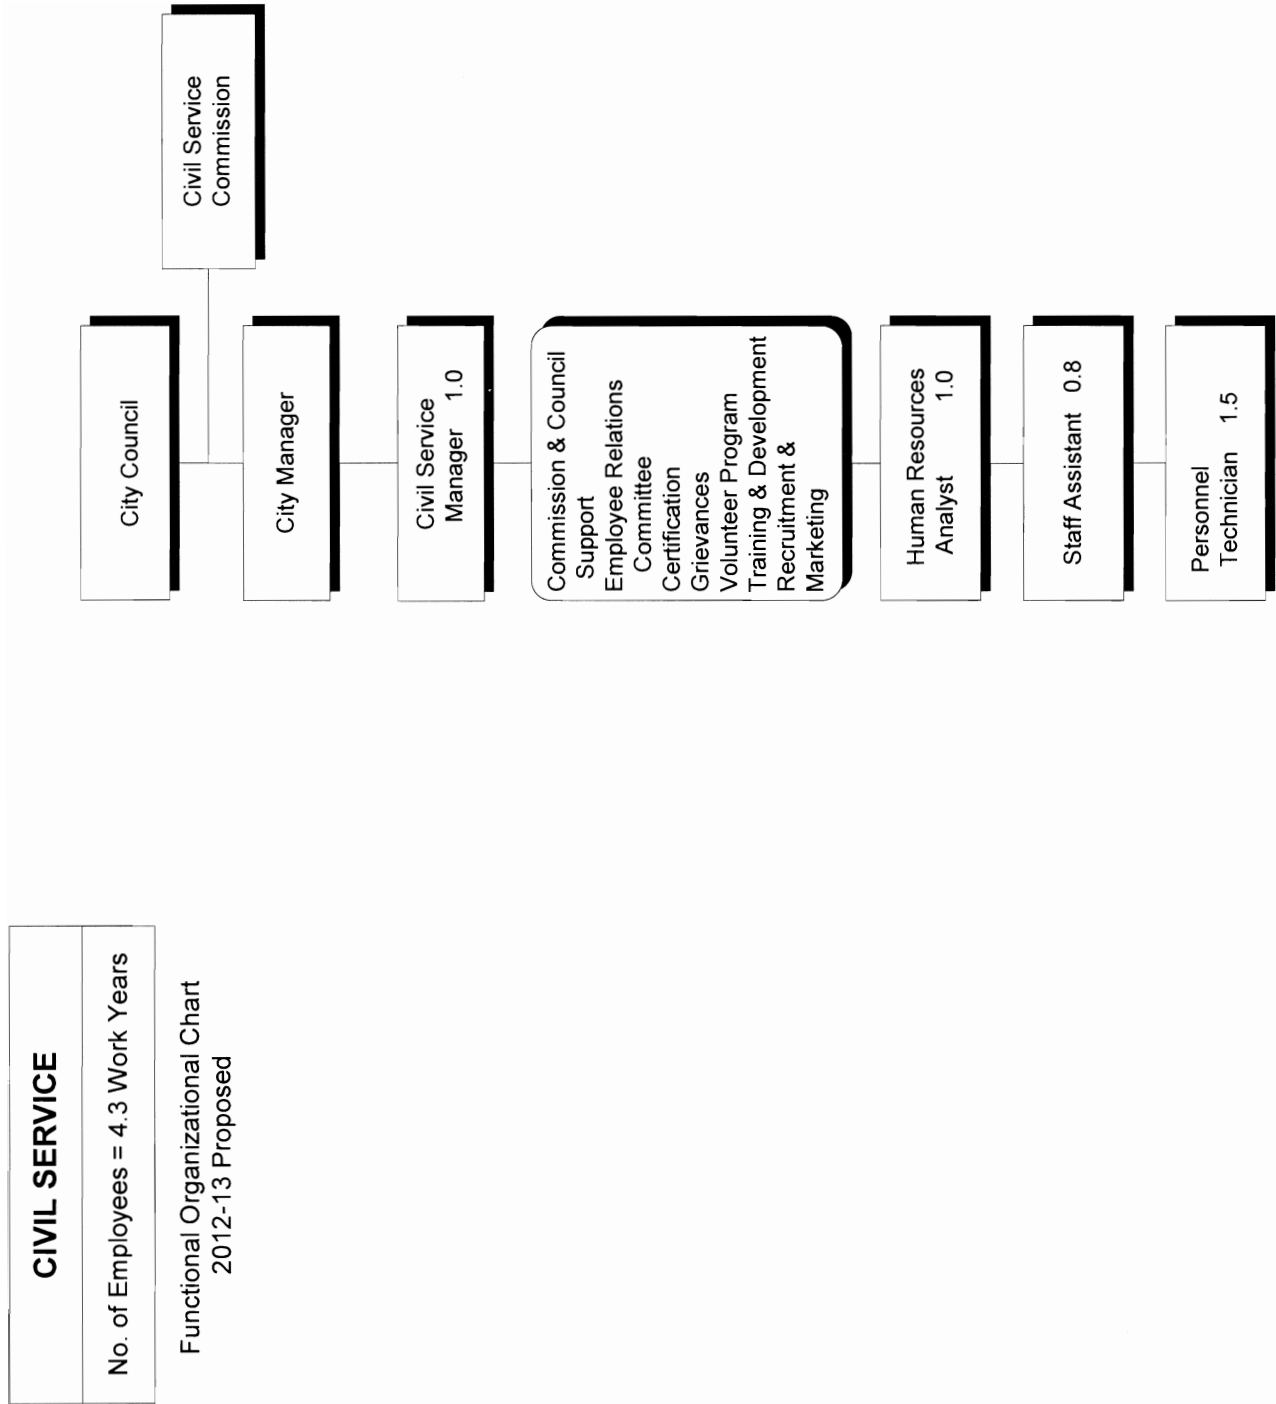 CIVIL SERVICE
No. of Employees = 4.3 Work Years
Functional Organizational Chart
2012-13 Proposed
City Council
Civil Service
Commission
City Manager
Civil Service
Manager 1.0
Commission & Council
Support
Employee Relations
Committee
Certification
Grievances
Volunteer Program
Training & Development
Recruitment &
Marketing
Human Resources
Analyst 1.0
Staff Assistant 0.8
Personnel
Technician 1.5